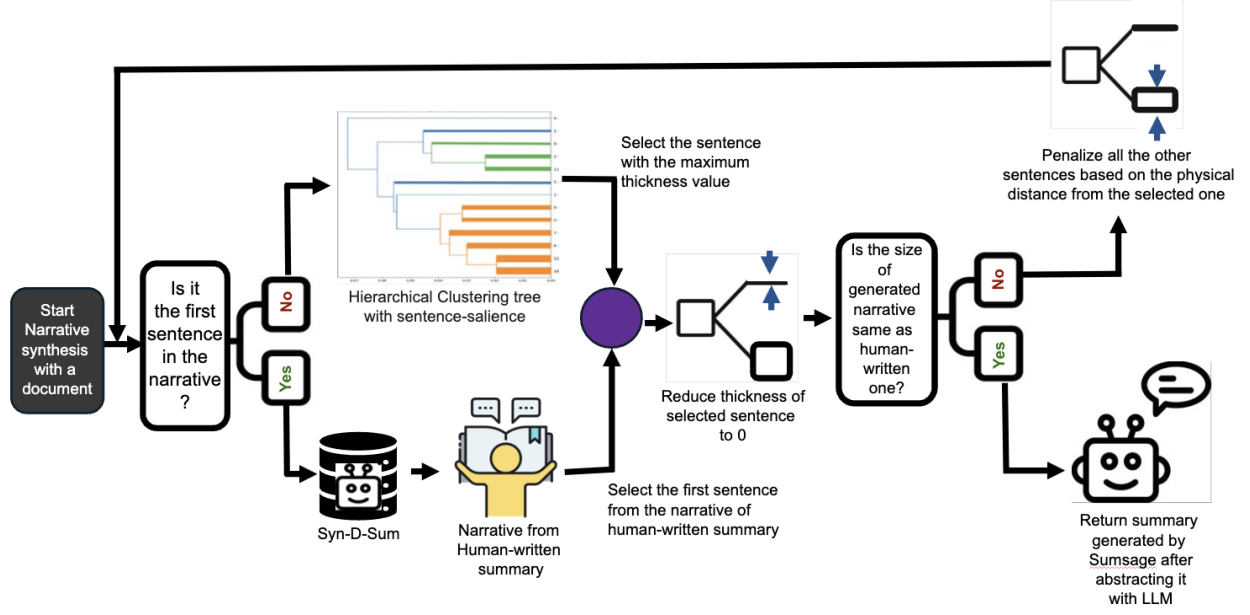 Start
Narrative
synthesis
with a
document
Is it
the first
sentence
in the
narrative
?
No
Yes
Hierarchical Clustering tree
with sentence-salience
Syn-D-Sum
Narrative from
Human-written
summary
Select the sentence
with the maximum
thickness value
Select the first sentence
from the narrative of
human-written summary
Reduce thickness of
selected sentence
to 0
Is the size
of
generated
narrative
same as
human-
written
one?
No
Yes
Penalize all the other
sentences based on the physical
distance from the selected one
Return summary
generated by
Sumsage after
abstracting it
with LLM